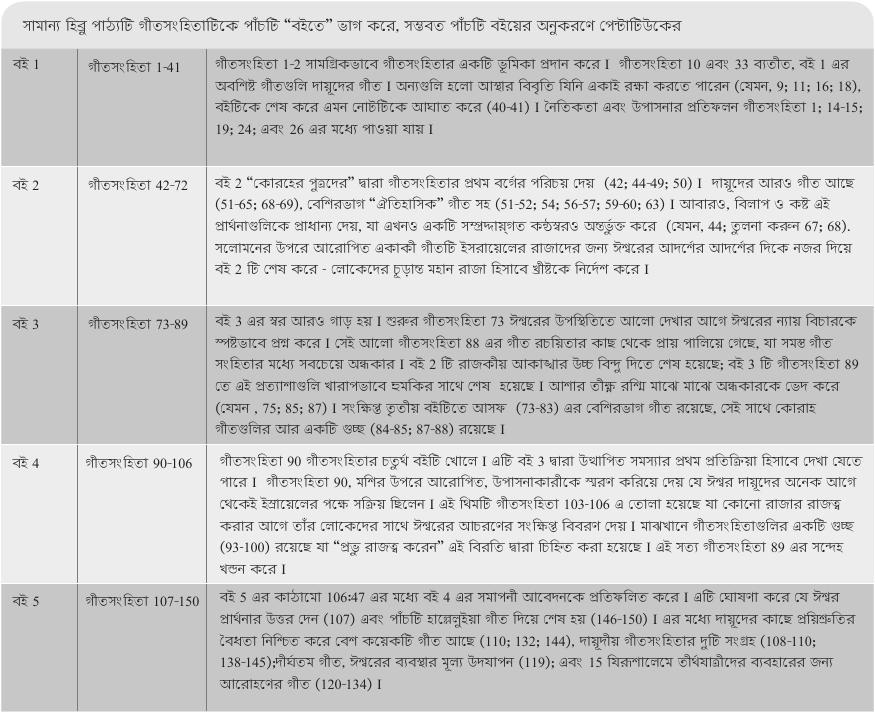 সামান্য হিব্রু পাঠ্যটি গীতসংহিতাটিকে পাঁচটি “বইতে” ভাগ করে, সম্ভবত পাঁচটি বইয়ের অনুকরণে পেন্টাটিউকের
বই 1
গীতসংহিতা 1-41
গীতসংহিতা 1-2 সামগ্রিকভাবে গীতসংহিতার একটি ভূমিকা প্রদান করে I গীতসংহিতা 10 এবং 33 ব্যতীত, বই 1 এর
অবশিষ্ট গীতগুলি দায়ূদের গীত I অন্যগুলি হলো আস্থার বিবৃতি যিনি একাই রক্ষা করতে পারেন (যেমন, 9; 11; 16; 18),
বইটিকে শেষ করে এমন নোটটিকে আঘাত করে (40-41) I নৈতিকতা এবং উপাসনার প্রতিফলন গীতসংহিতা 1; 14-15;
19; 24; এবং 26 এর মধ্যে পাওয়া যায় I
বই 2
গীতসংহিতা 42-72
বই 2 “কোরহের পুত্রদের” দ্বারা গীতসংহিতার প্রথম বর্গের পরিচয় দেয় (42; 44-49; 50) I দায়ূদের আরও গীত আছে
(51-65; 68-69), বেশিরভাগ “ঐতিহাসিক” গীত সহ (51-52; 54; 56-57; 59-60; 63) I আবারও, বিলাপ ও কষ্ট এই
প্রার্থনাগুলিকে প্রাধান্য দেয়, যা এখনও একটি সম্প্রদায়গত কন্ঠস্বরও অন্তর্ভুক্ত করে (যেমন, 44; তুলনা করুন 67; 68).
সলোমনের উপরে আরোপিত একাকী গীতটি ইসরায়েলের রাজাদের জন্য ঈশ্বরের আদর্শের আদর্শের দিকে নজর দিয়ে
বই 2 টি শেষ করে - লোকেদের চূড়ান্ত মহান রাজা হিসাবে খ্রীষ্টকে নির্দেশ করে I
বই 3
গীতসংহিতা 73-89
বই 3 এর স্বর আরও গাড় হয় I শুরুর গীতসংহিতা 73 ঈশ্বরের উপস্থিতিতে আলো দেখার আগে ঈশ্বরের ন্যায় বিচারকে
স্পষ্টভাবে প্রশ্ন করে I সেই আলো গীতসংহিতা 88 এর গীত রচয়িতার কাছ থেকে প্রায় পালিয়ে গেছে, যা সমস্ত গীত
সংহিতার মধ্যে সবচেয়ে অন্ধকার I বই 2 টি রাজকীয় আকাঙ্খার উচ্চ বিন্দু দিতে শেষ হয়েছে; বই 3 টি গীতসংহিতা 89
তে এই প্রত্যাশাগুলি খারাপভাবে হুমকির সাথে শেষ হয়েছে I আশার তীক্ষ্ণ রশ্মি মাঝে মাঝে অন্ধকারকে ভেদ করে
(যেমন , 75; 85; 87) I সংক্ষিপ্ত তৃতীয় বইটিতে আসফ (73-83) এর বেশিরভাগ গীত রয়েছে, সেই সাথে কোরাহ
গীতগুলির আর একটি গুচ্ছ (84-85; 87-88) রয়েছে I
বই 4
গীতসংহিতা 90-106
গীতসংহিতা 90 গীতসংহিতার চতুর্থ বইটি খোলে I এটি বই 3 দ্বারা উত্থাপিত সমস্যার প্রথম প্রতিক্রিয়া হিসাবে দেখা যেতে
পারে I গীতসংহিতা 90, মশির উপরে আরোপিত, উপাসনাকারীকে স্মরণ করিয়ে দেয় যে ঈশ্বর দায়ূদের অনেক আগে
থেকেই ইস্রায়েলের পক্ষে সক্রিয় ছিলেন I এই থিমটি গীতসংহিতা 103-106 এ তোলা হয়েছে যা কোনো রাজার রাজত্ব
করার আগে তাঁর লোকেদের সাথে ঈশ্বরের আচরণের সংক্ষিপ্ত বিবরণ দেয় I মাঝখানে গীতসংহিতাগুলির একটি গুচ্ছ
(93-100) রয়েছে যা “প্রভু রাজত্ব করেন” এই বিরতি দ্বারা চিহ্নিত করা হয়েছে I এই সত্য গীতসংহিতা 89 এর সন্দেহ
খন্ডন করে I
বই 5
গীতসংহিতা 107-150
বই 5 এর কাঠামো 106:47 এর মধ্যে বই 4 এর সমাপনী আবেদনকে প্রতিফলিত করে I এটি ঘোষণা করে যে ঈশ্বর
প্রার্থনার উত্তর দেন (107) এবং পাঁচটি হাল্লেলুইয়া গীত দিয়ে শেষ হয় (146-150) I এর মধ্যে দায়ূদের কাছে প্রয়িশ্রুতির
বৈধতা নিশ্চিত করে বেশ কয়েকটি গীত আছে (110; 132; 144), দায়ূদীয় গীতসংহিতার দুটি সংগ্রহ (108-110;
138-145);দীর্ঘতম গীত, ঈশ্বরের ব্যবস্থার মূল্য উদযাপন (119); এবং 15 যিরূশালেমে তীর্থযাত্রীদের ব্যবহারের জন্য
আরোহণের গীত (120-134) I